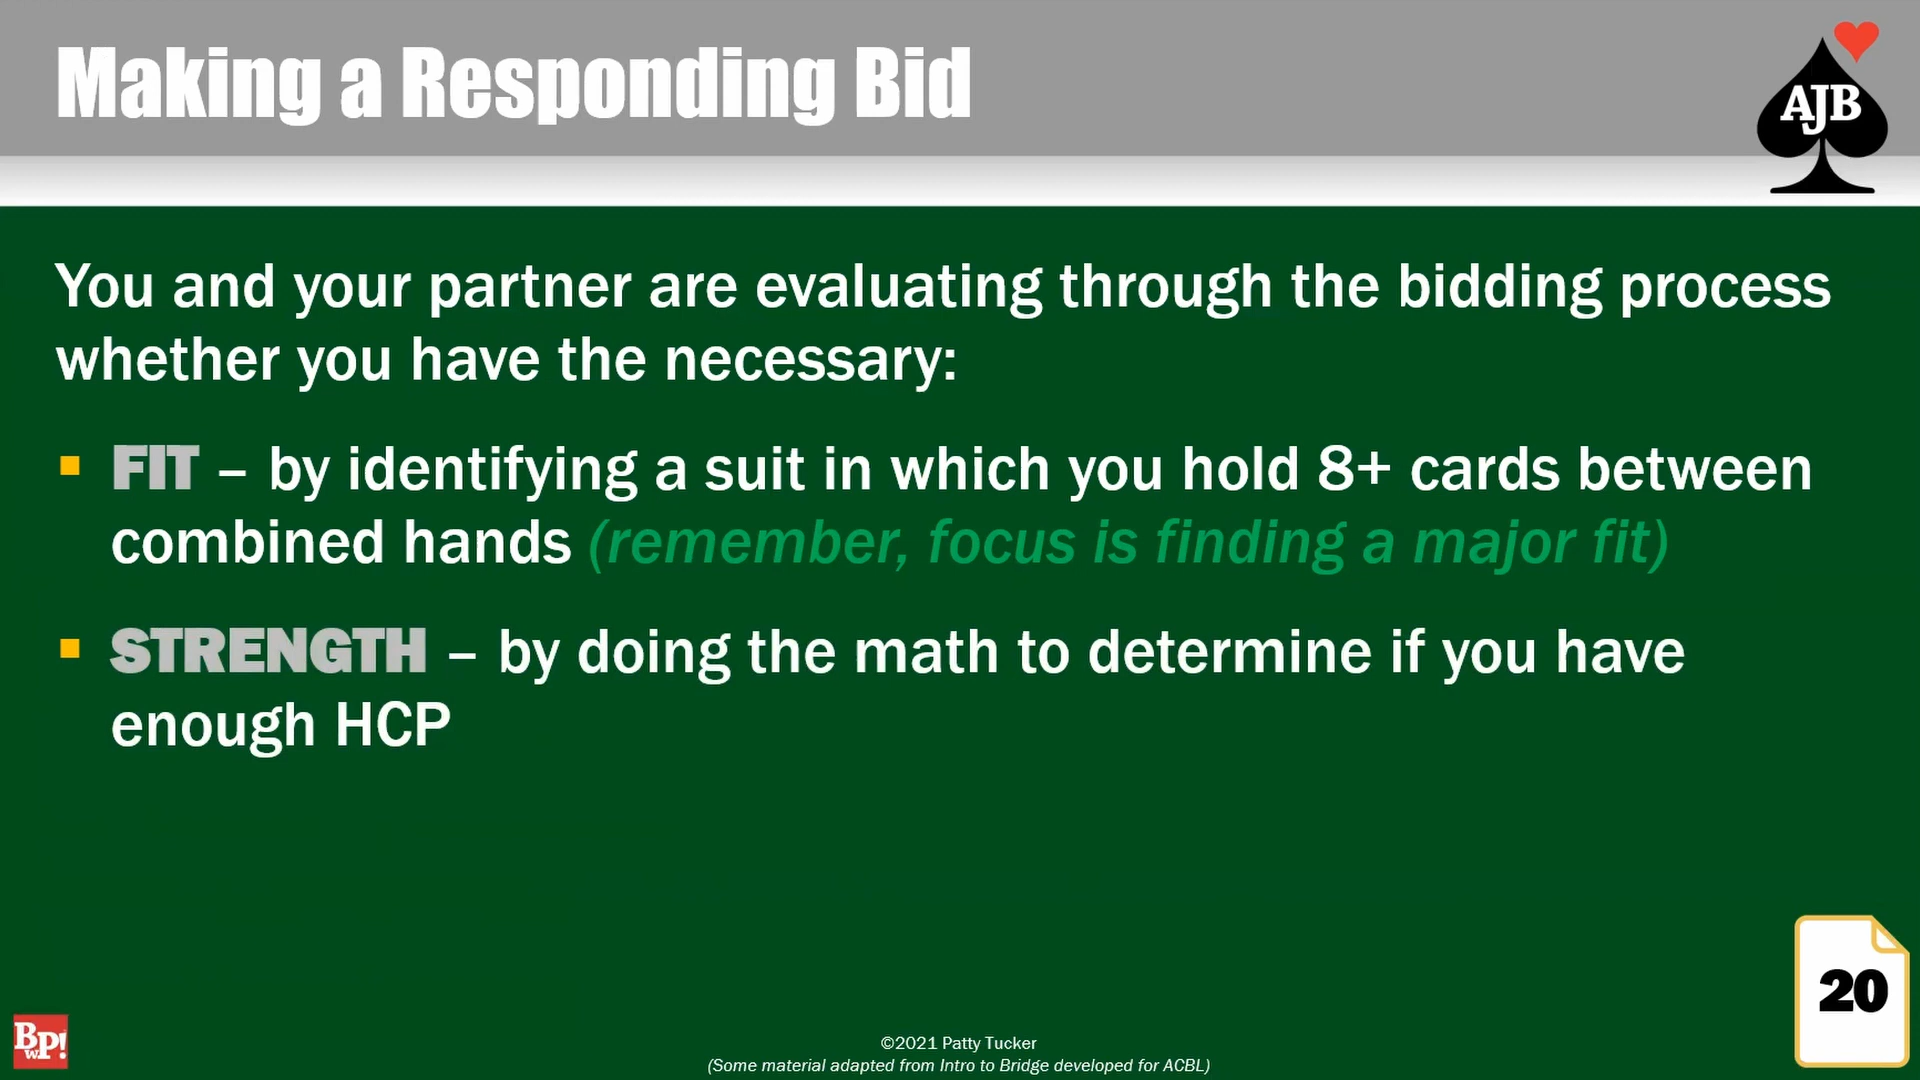 Making a Responding Bid
AJB
You and your partner are evaluating through the bidding process
whether you have the necessary:
▪ FIT – by identifying a suit in which you hold 8+ cards between
combined hands (remember, focus is finding a major fit)
▪ STRENGTH – by doing the math to determine if you have
enough HCP
20
BwP!
©2021 Patty Tucker
(Some material adapted from Intro to Bridge developed for ACBL)